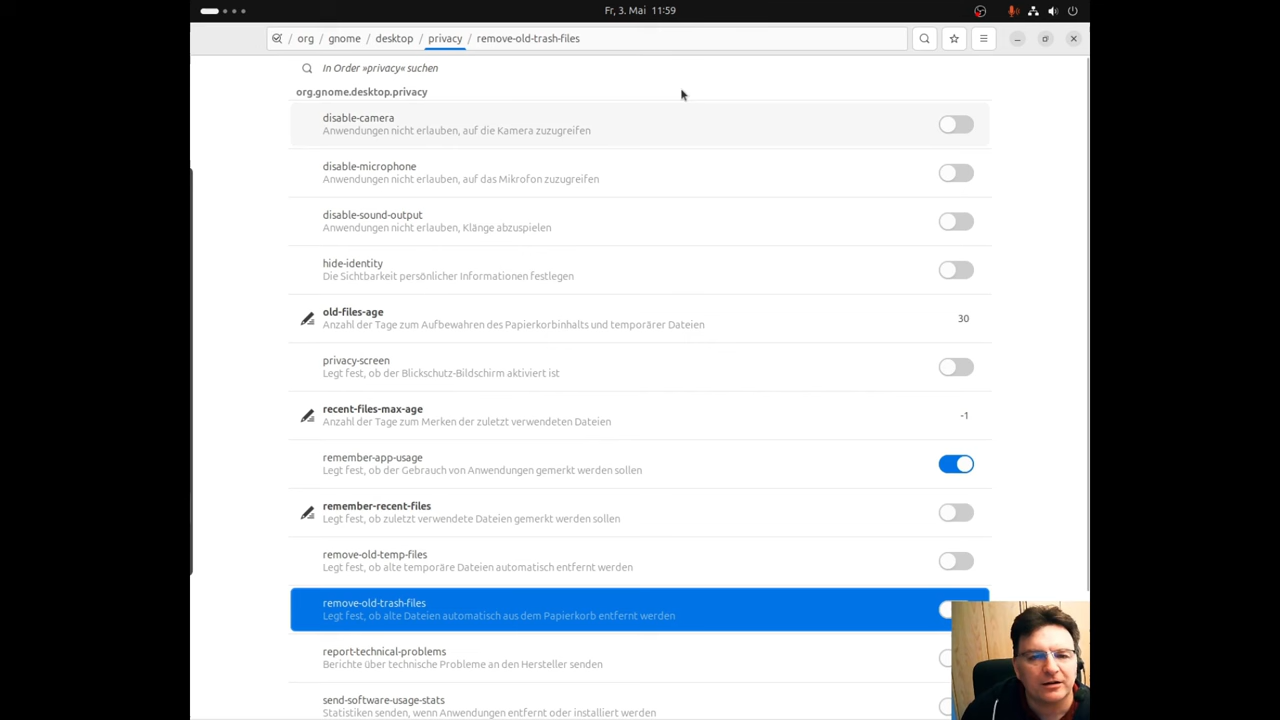 Fr, 3. Mai 11:59
/ org / gnome / desktop / privacy / remove-old-trash-files
In Order »privacy« suchen
org.gnome.desktop.privacy
disable-camera
Anwendungen nicht erlauben, auf die Kamera zuzugreifen
disable-microphone
Anwendungen nicht erlauben, auf das Mikrofon zuzugreifen
disable-sound-output
Anwendungen nicht erlauben, Klänge abzuspielen
hide-identity
Die Sichtbarkeit persönlicher Informationen festlegen
old-files-age
Anzahl der Tage zum Aufbewahren des Papierkorbinhalts und temporärer Dateien
30
privacy-screen
Legt fest, ob der Blickschutz-Bildschirm aktiviert ist
recent-files-max-age
Anzahl der Tage zum Merken der zuletzt verwendeten Dateien
-1
remember-app-usage
Legt fest, ob der Gebrauch von Anwendungen gemerkt werden sollen
remember-recent-files
Legt fest, ob zuletzt verwendete Dateien gemerkt werden sollen
remove-old-temp-files
Legt fest, ob alte temporäre Dateien automatisch entfernt werden
remove-old-trash-files
Legt fest, ob alte Dateien automatisch aus dem Papierkorb entfernt werden
report-technical-problems
Berichte über technische Probleme an den Hersteller senden
send-software-usage-stats
Statistiken senden, wenn Anwendungen entfernt oder installiert werden